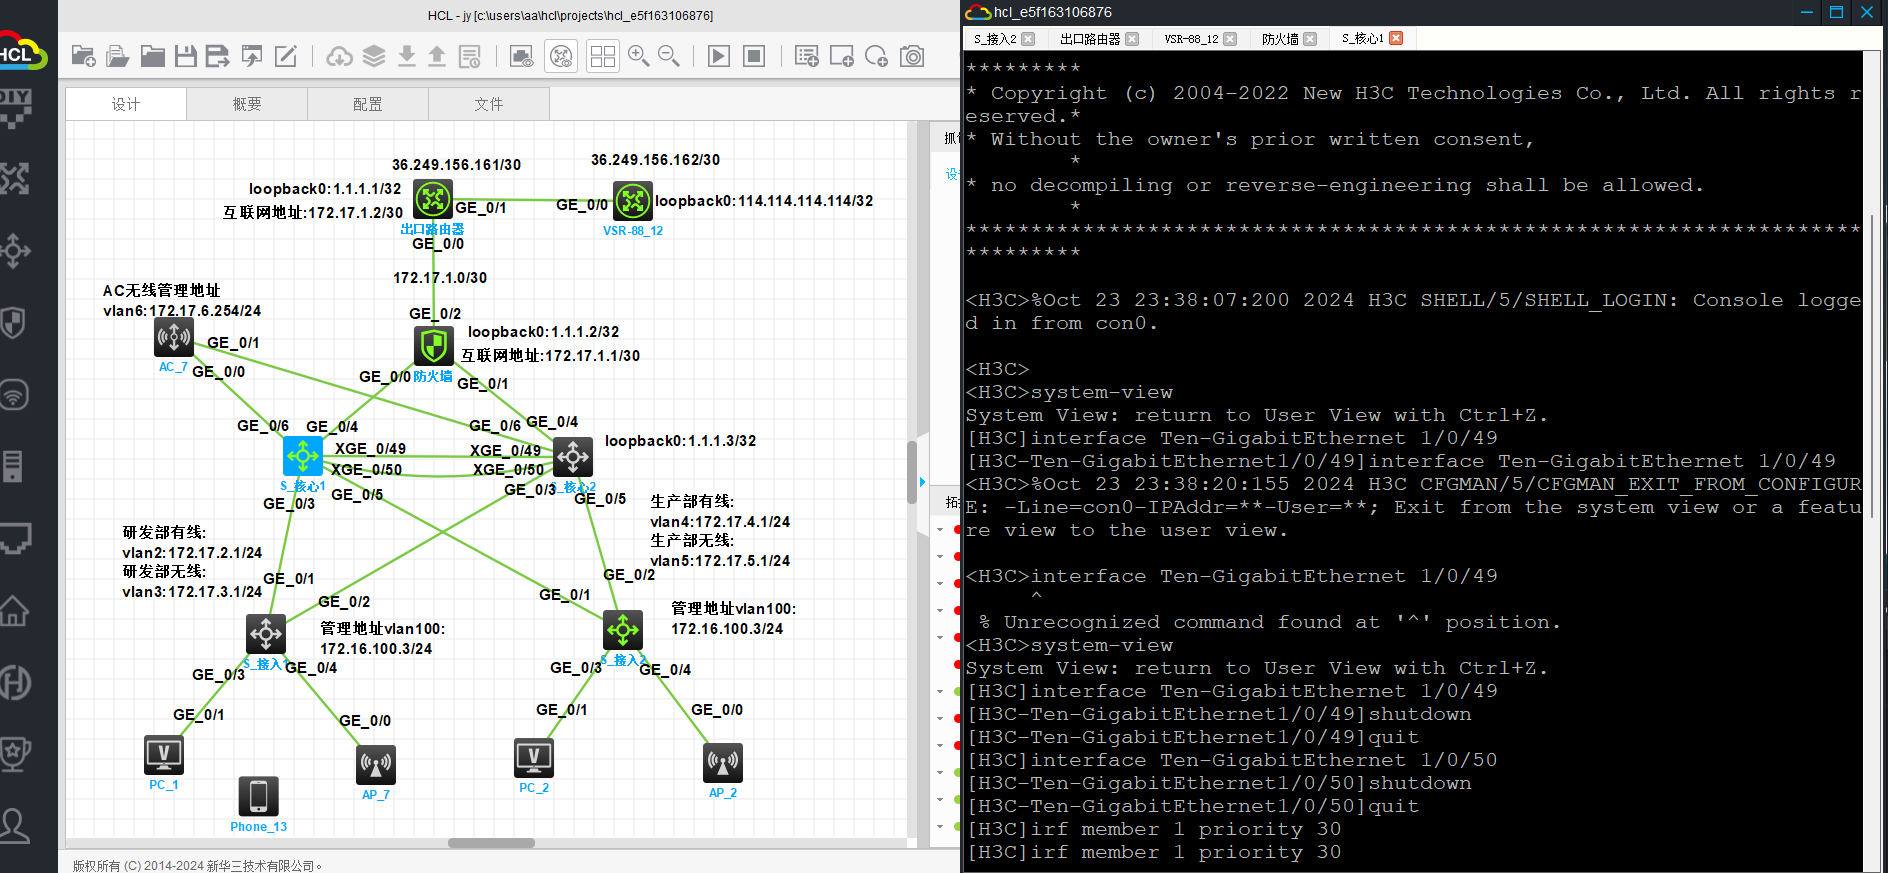 HCL - jy [c:\users\aa\hcl\projects\hcl_e5f163106876]
HCL
DIY
设计
概要
配置
文件
36.249.156.161/30
36.249.156.162/30
loopback0:1.1.1.1/32
互联网地址:172.17.1.2/30
GE_0/1
GE_0/0
loopback0:114.114.114.114/32
出口路由器
VSR-88_12
GE_0/0
172.17.1.0/30
AC无线管理地址
vlan6:172.17.6.254/24
GE_0/2
loopback0:1.1.1.2/32
互联网地址:172.17.1.1/30
GE_0/1
AC_7
GE_0/0
GE_0/0
防火墙
GE_0/1
GE_0/6
GE_0/4
GE_0/6
GE_0/4
XGE_0/49
XGE_0/49
loopback0:1.1.1.3/32
XGE_0/50
XGE_0/50
S_核心1
GE_0/5
GE_0/3
S_核心2
GE_0/3
GE_0/5
生产部有线:
vlan4:172.17.4.1/24
生产部无线:
vlan5:172.17.5.1/24
研发部有线:
vlan2:172.17.2.1/24
研发部无线:
vlan3:172.17.3.1/24
GE_0/1
GE_0/2
GE_0/2
GE_0/1
管理地址vlan100:
172.16.100.3/24
管理地址vlan100:
172.16.100.3/24
GE_0/4
GE_0/3
S_接入2
GE_0/3
GE_0/4
GE_0/1
GE_0/0
GE_0/1
GE_0/0
PC_1
AP_7
PC_2
AP_2
Phone_13
版权所有 (C) 2014-2024 新华三技术有限公司。
hcl_e5f163106876
S_接入2
出口路由器
VSR-88_12
防火墙
S_核心1
*********
* Copyright (c) 2004-2022 New H3C Technologies Co., Ltd. All rights r
eserved.*
* Without the owner's prior written consent,
*
* no decompiling or reverse-engineering shall be allowed.
*
*********************************************************************
*********
<H3C>%Oct 23 23:38:07:200 2024 H3C SHELL/5/SHELL_LOGIN: Console logge
d in from con0.
<H3C>
<H3C>system-view
System View: return to User View with Ctrl+Z.
[H3C]interface Ten-GigabitEthernet 1/0/49
[H3C-Ten-GigabitEthernet1/0/49]interface Ten-GigabitEthernet 1/0/49
<H3C>%Oct 23 23:38:20:155 2024 H3C CFGMAN/5/CFGMAN_EXIT_FROM_CONFIGUR
E: -Line=con0-IPAddr=**-User=**; Exit from the system view or a featu
re view to the user view.
<H3C>interface Ten-GigabitEthernet 1/0/49
^
% Unrecognized command found at '^' position.
<H3C>system-view
System View: return to User View with Ctrl+Z.
[H3C]interface Ten-GigabitEthernet 1/0/49
[H3C-Ten-GigabitEthernet1/0/49]shutdown
[H3C-Ten-GigabitEthernet1/0/49]quit
[H3C]interface Ten-GigabitEthernet 1/0/50
[H3C-Ten-GigabitEthernet1/0/50]shutdown
[H3C-Ten-GigabitEthernet1/0/50]quit
[H3C]irf member 1 priority 30
[H3C]irf member 1 priority 30